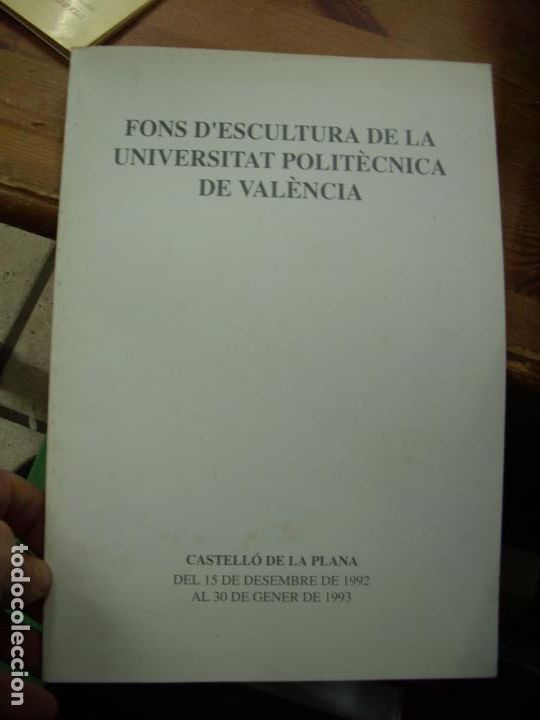 FONS D'ESCULTURA DE LA
UNIVERSITAT POLITÈCNICA
DE VALÈNCIA
CASTELLÓ DE LA PLANA
DEL 15 DE DESEMBRE DE 1992
AL 30 DE GENER DE 1993
todocoleccion